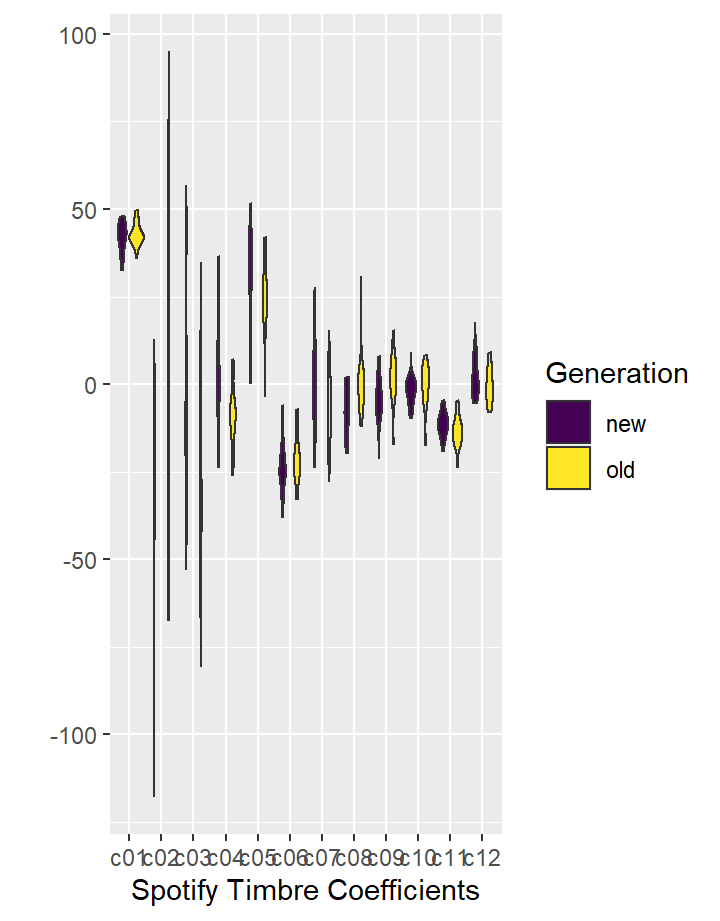 100
50
0
-50
-100
c01 c02 c03 c04 c05 c06 c07 c08 c09 c10 c11 c12
Spotify Timbre Coefficients
Generation
new
old